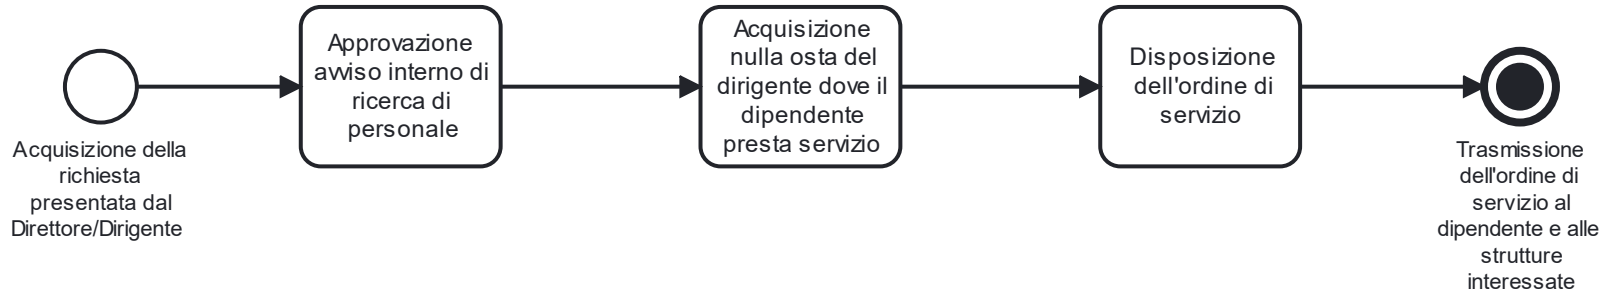 Acquisizione della
richiesta
presentata dal
Direttore/Dirigente
Approvazione
avviso interno di
ricerca di
personale
Acquisizione
nulla osta del
dirigente dove il
dipendente
presta servizio
Disposizione
dell'ordine di
servizio
Trasmissione
dell'ordine di
servizio al
dipendente e alle
strutture
interessate